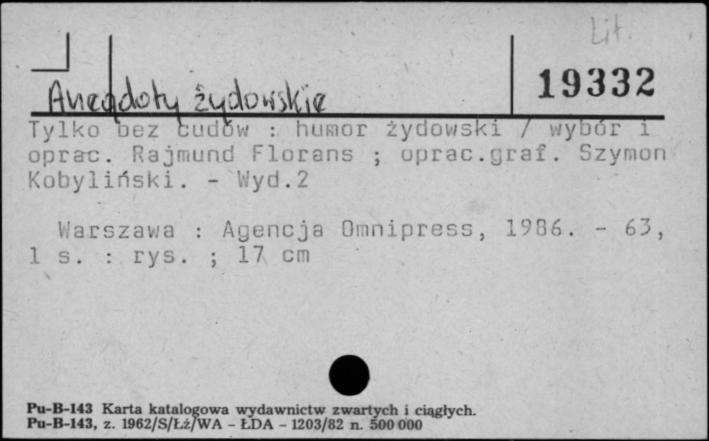 Lit.
19332
Anegdoty żydowskie
Tylko bez cudów : humor żydowski / wybór i
oprac. Rajmund Florans ; oprac.graf. Szymon
Kobyliński. - Wyd.2
Warszawa : Agencja Omnipress, 1986. - 63,
1 s. : rys. ; 17 cm
Pu-B-143 Karta katalogowa wydawnictw zwartych i ciągłych.
Pu-B-143, z. 1962/S/Łź/WA - ŁDA - 1203/82 n. 500 000